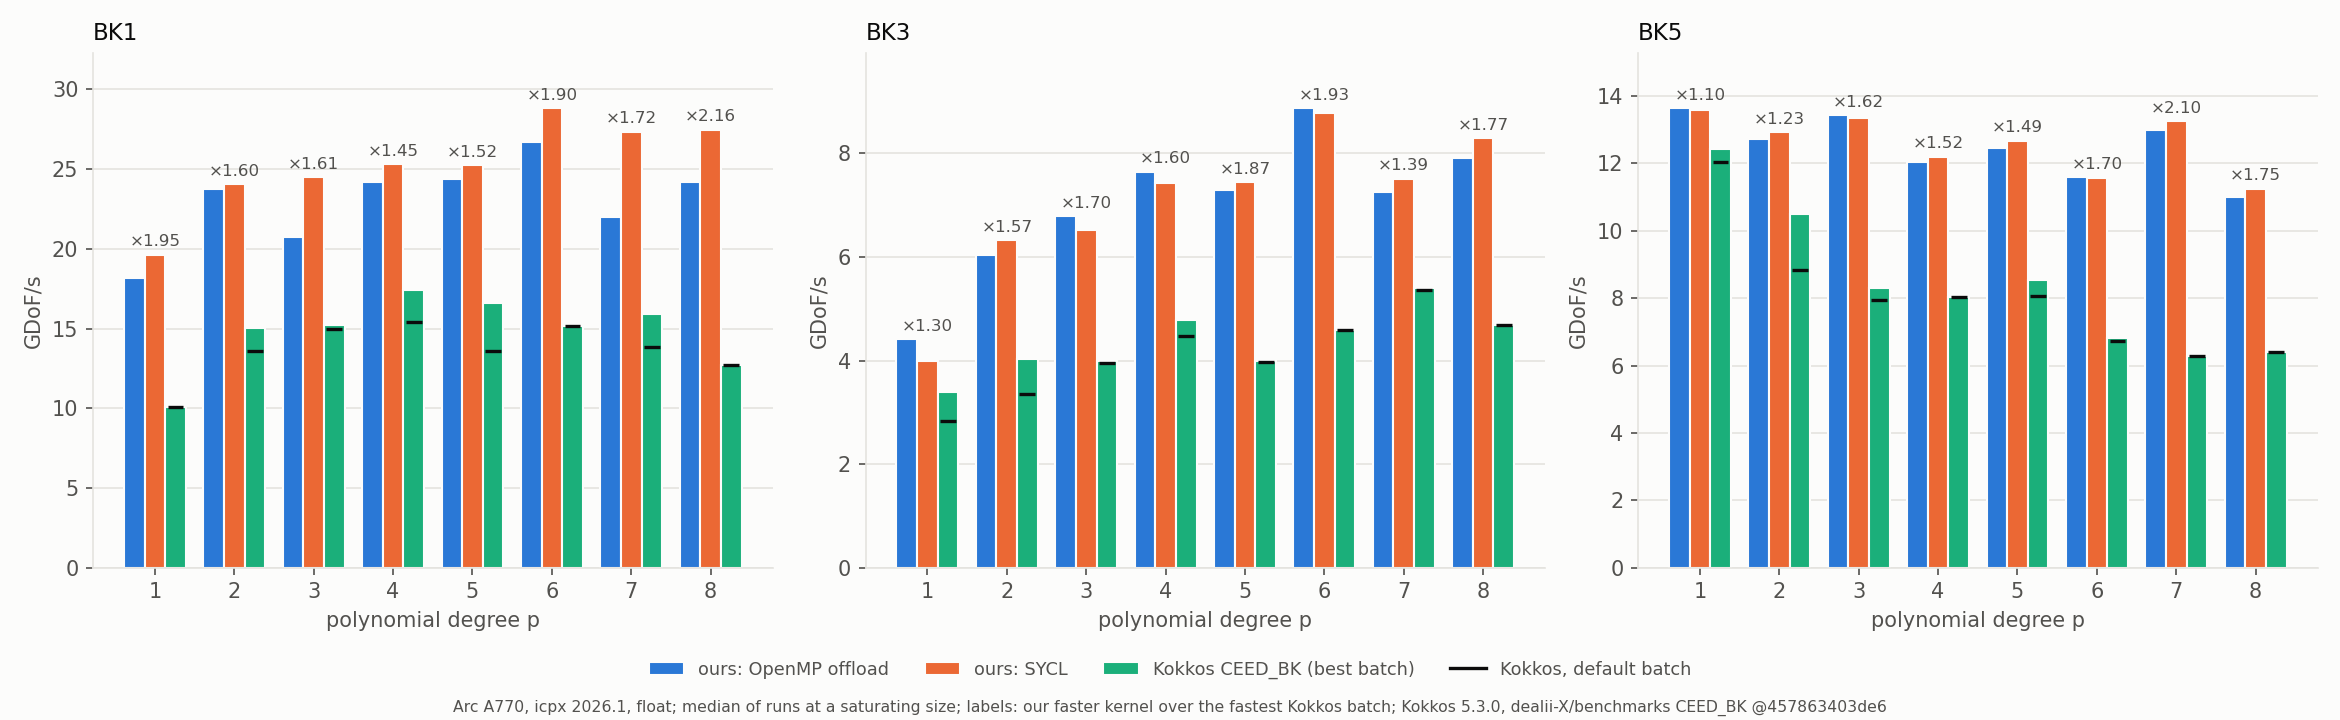 BK1
BK3
BK5
GDoF/s
30
25
20
15
10
5
0
×1.95
×1.60
×1.61
×1.45
×1.52
×1.90
×1.72
×2.16
1 2 3 4 5 6 7 8
polynomial degree p
GDoF/s
8
6
4
2
0
×1.30
×1.57
×1.70
×1.60
×1.87
×1.93
×1.39
×1.77
1 2 3 4 5 6 7 8
polynomial degree p
GDoF/s
14
12
10
8
6
4
2
0
×1.10
×1.23
×1.62
×1.52
×1.49
×1.70
×2.10
×1.75
1 2 3 4 5 6 7 8
polynomial degree p
ours: OpenMP offload
ours: SYCL
Kokkos CEED_BK (best batch)
Kokkos, default batch
Arc A770, icpx 2026.1, float; median of runs at a saturating size; labels: our faster kernel over the fastest Kokkos batch; Kokkos 5.3.0, dealii-X/benchmarks CEED_BK @457863403de6